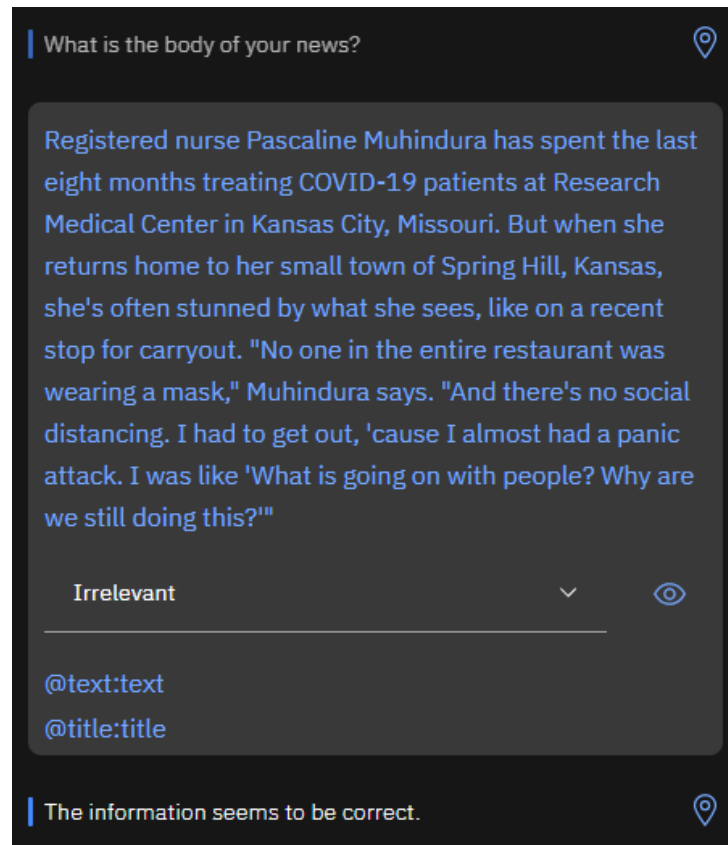 What is the body of your news?
Registered nurse Pascaline Muhindura has spent the last
eight months treating COVID-19 patients at Research
Medical Center in Kansas City, Missouri. But when she
returns home to her small town of Spring Hill, Kansas,
she's often stunned by what she sees, like on a recent
stop for carryout. "No one in the entire restaurant was
wearing a mask," Muhindura says. "And there's no social
distancing. I had to get out, 'cause I almost had a panic
attack. I was like 'What is going on with people? Why are
we still doing this?'"
Irrelevant
@text:text
@title:title
The information seems to be correct.